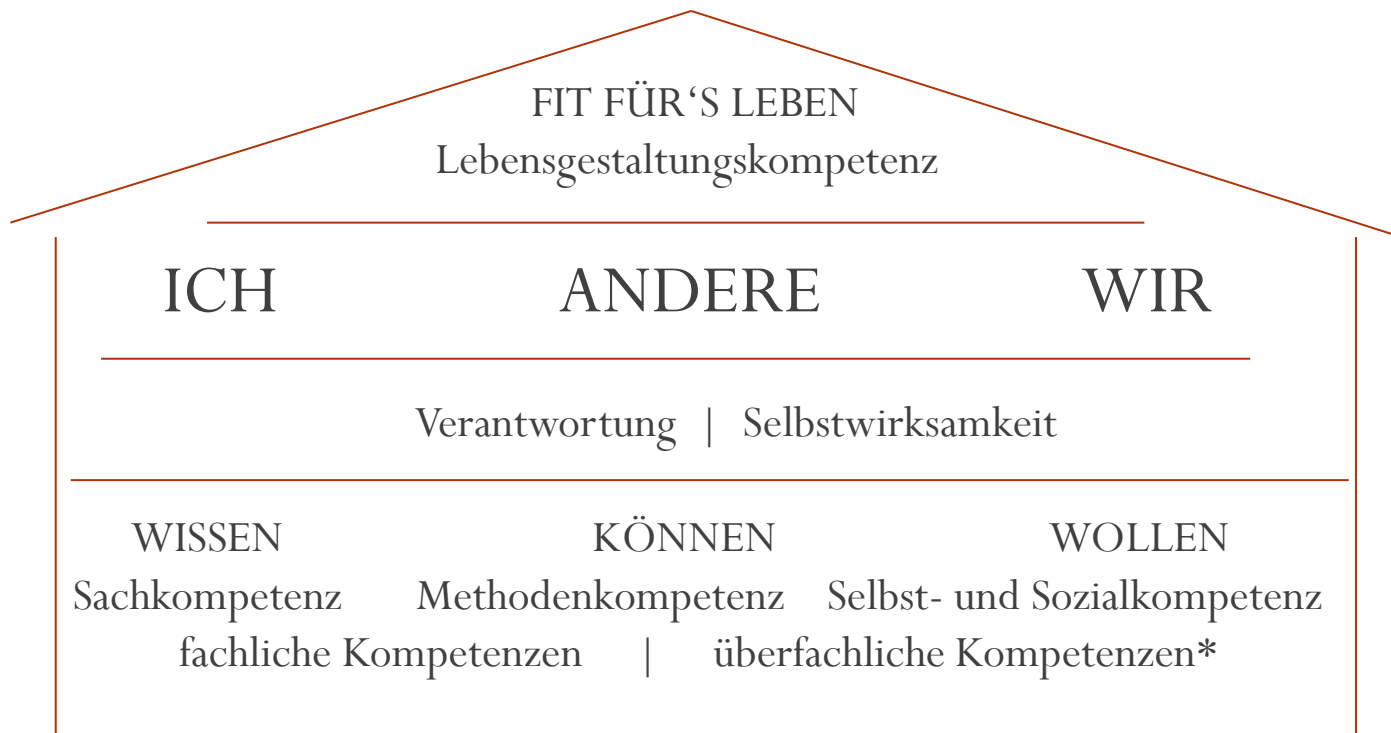 FIT FÜR‘S LEBEN
Lebensgestaltungskompetenz
ICH ANDERE WIR
Verantwortung | Selbstwirksamkeit
WISSEN KÖNNEN WOLLEN
Sachkompetenz Methodenkompetenz Selbst- und Sozialkompetenz
fachliche Kompetenzen | überfachliche Kompetenzen*